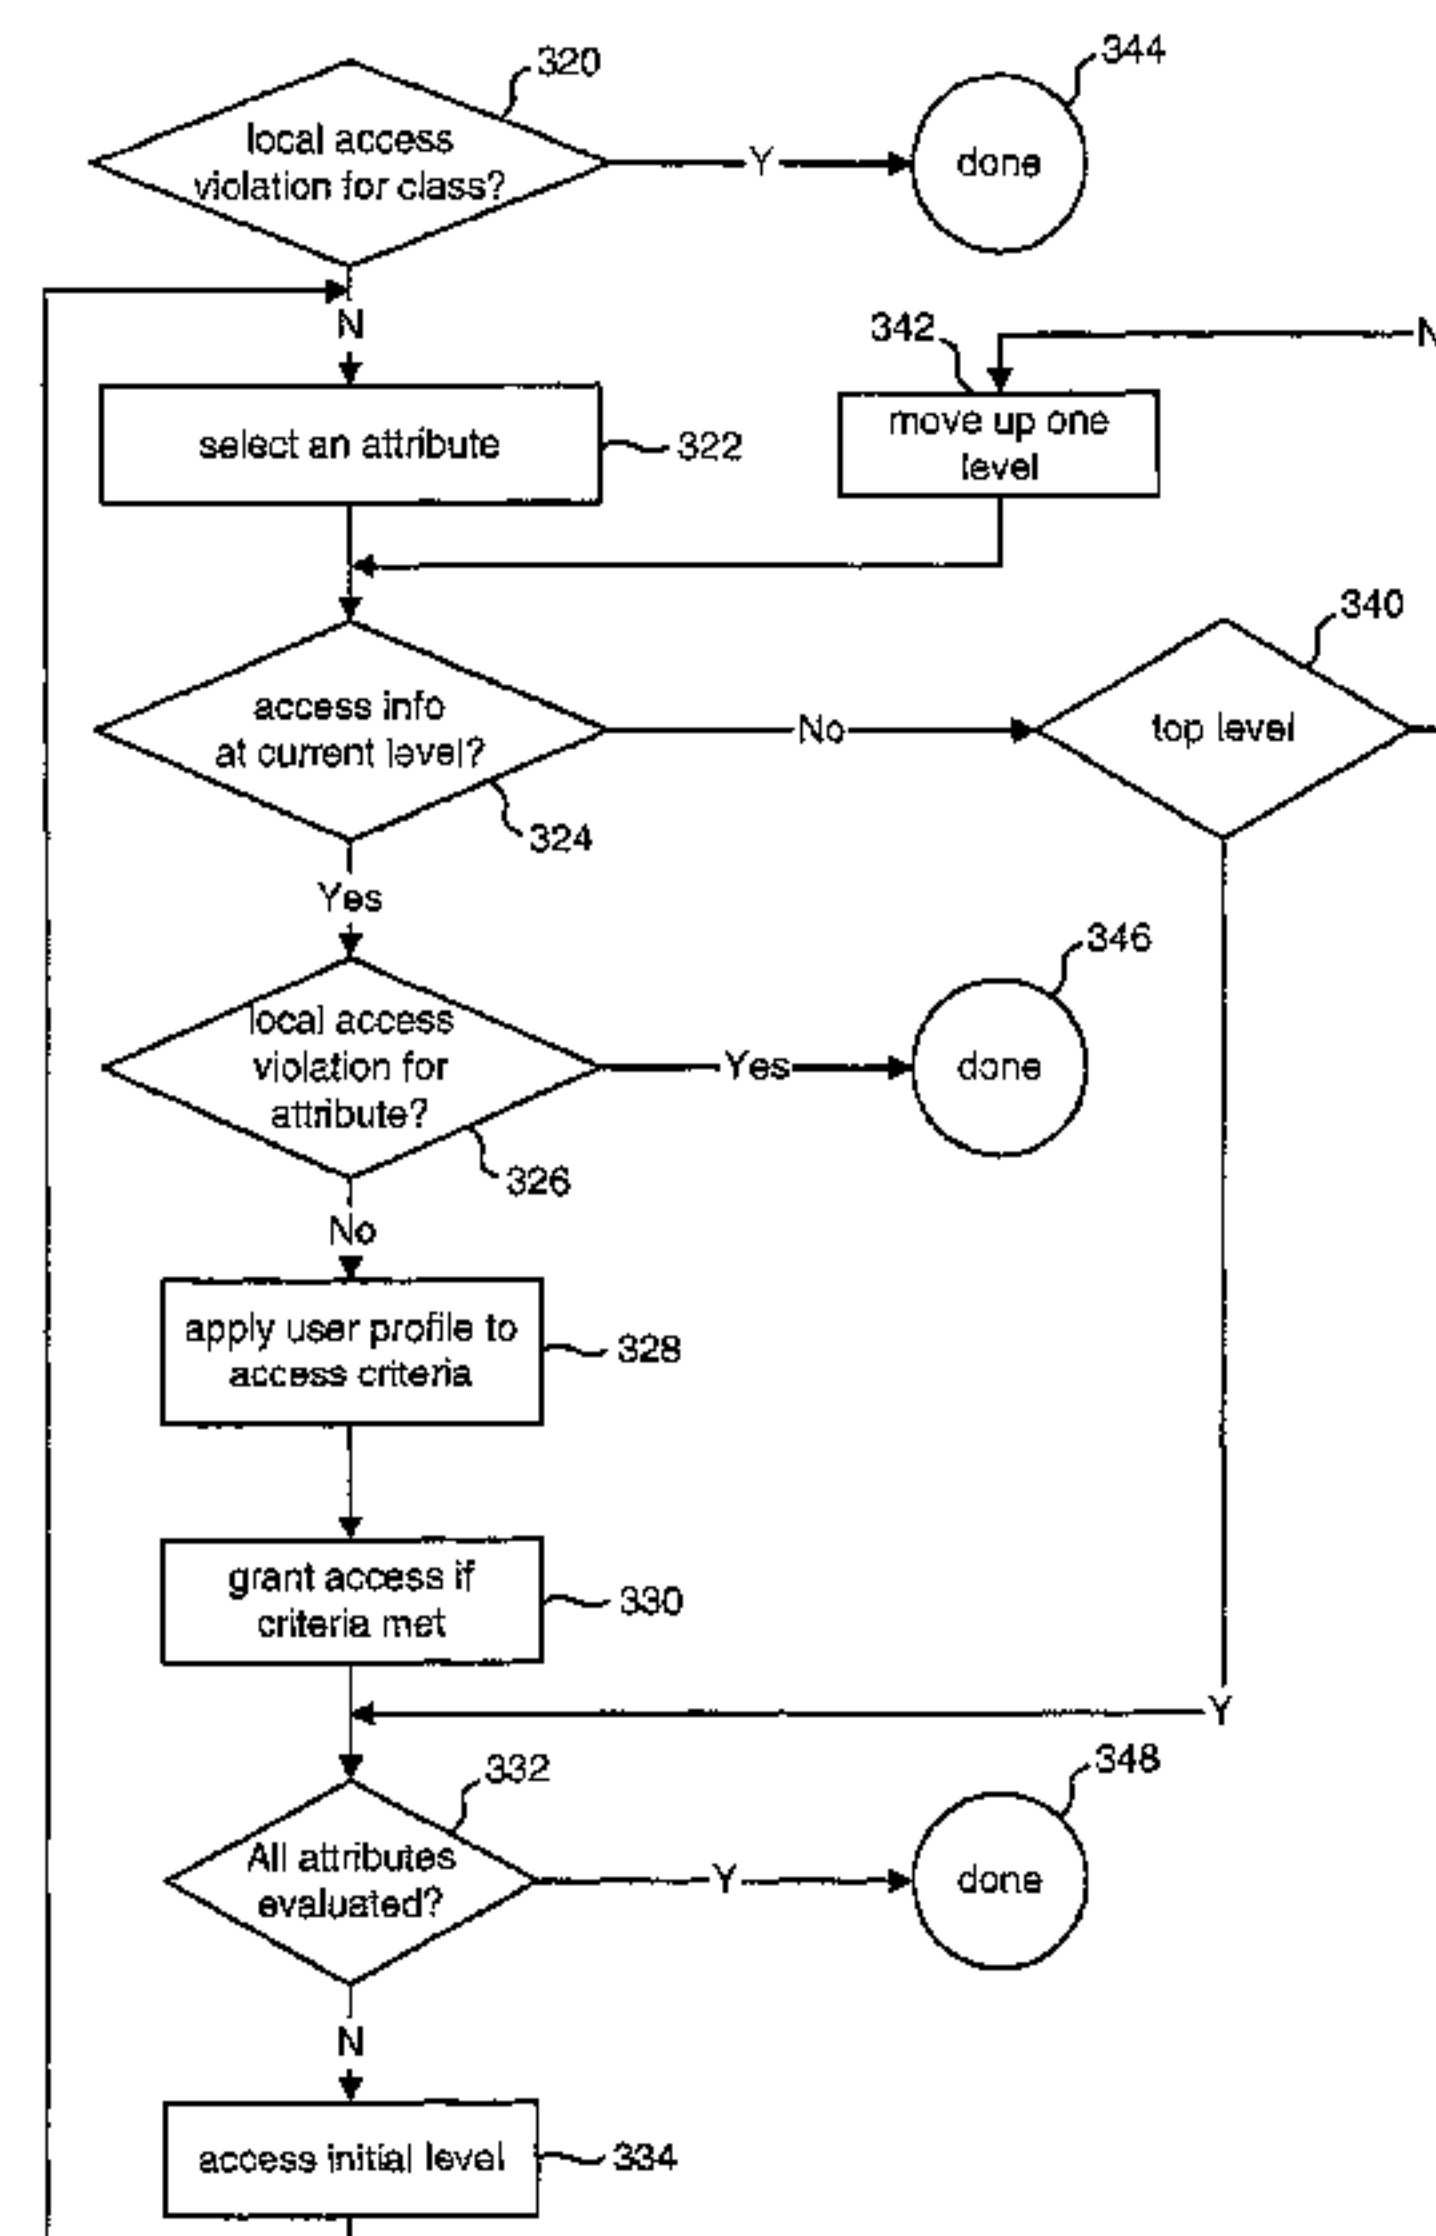 320
344
local access
violation for class?
Y
done
N
342
N
select an attribute
322
move up one
level
340
access info
at current level?
No
top level
324
Yes
346
local access
violation for
attribute?
Yes
done
326
No
apply user profile to
access criteria
328
grant access if
criteria met
330
Y
332
348
All attributes
evaluated?
Y
done
N
access initial level
334